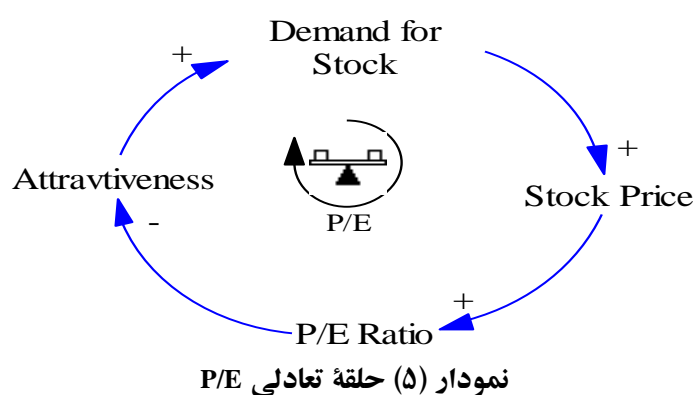 Demand for
Stock
+
+
Attravtiveness
Stock Price
-
P/E
+
P/E Ratio
نمودار (۵) حلقهٔ تعادلی P/E